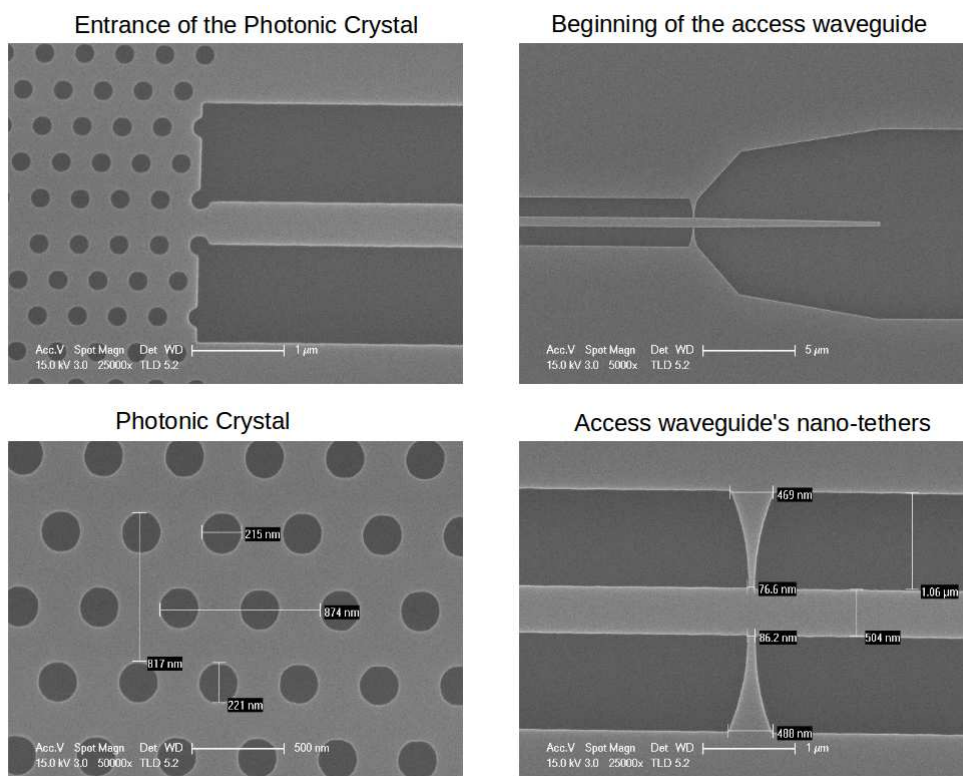 Entrance of the Photonic Crystal
Beginning of the access waveguide
Acc.V Spot Magn Det WD 1 μm
15.0 kV 3.0 25000x TLD 5.2
Acc.V Spot Magn Det WD 5 μm
15.0 kV 3.0 5000x TLD 5.2
Photonic Crystal
Access waveguide's nano-tethers
215 nm
874 nm
817 nm
221 nm
Acc.V Spot Magn Det WD 500 nm
15.0 kV 3.0 50000x TLD 5.2
469 nm
76.6 nm
1.06 μm
504 nm
86.2 nm
488 nm
Acc.V Spot Magn Det WD 1 μm
15.0 kV 3.0 25000x TLD 5.2